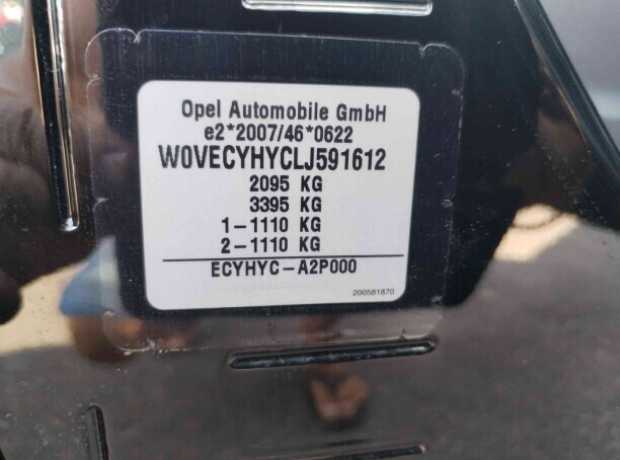 Opel Automobile GmbH
e2*2007/46*0622
W0VECYHYCLJ591612
2095 KG
3395 KG
1-1110 KG
2-1110 KG
ECYHYC-A2P000
200581870